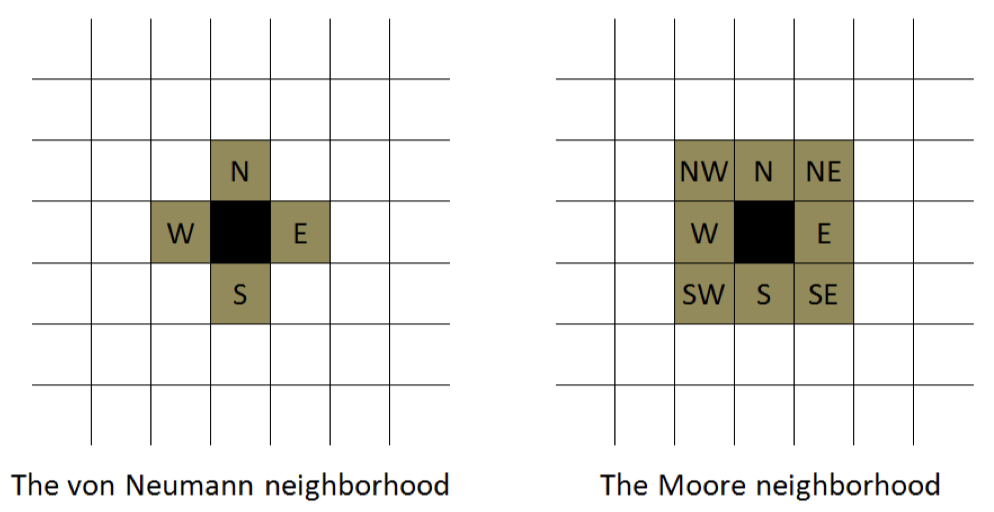 N
W E
S
The von Neumann neighborhood
NW N NE
W E
SW S SE
The Moore neighborhood